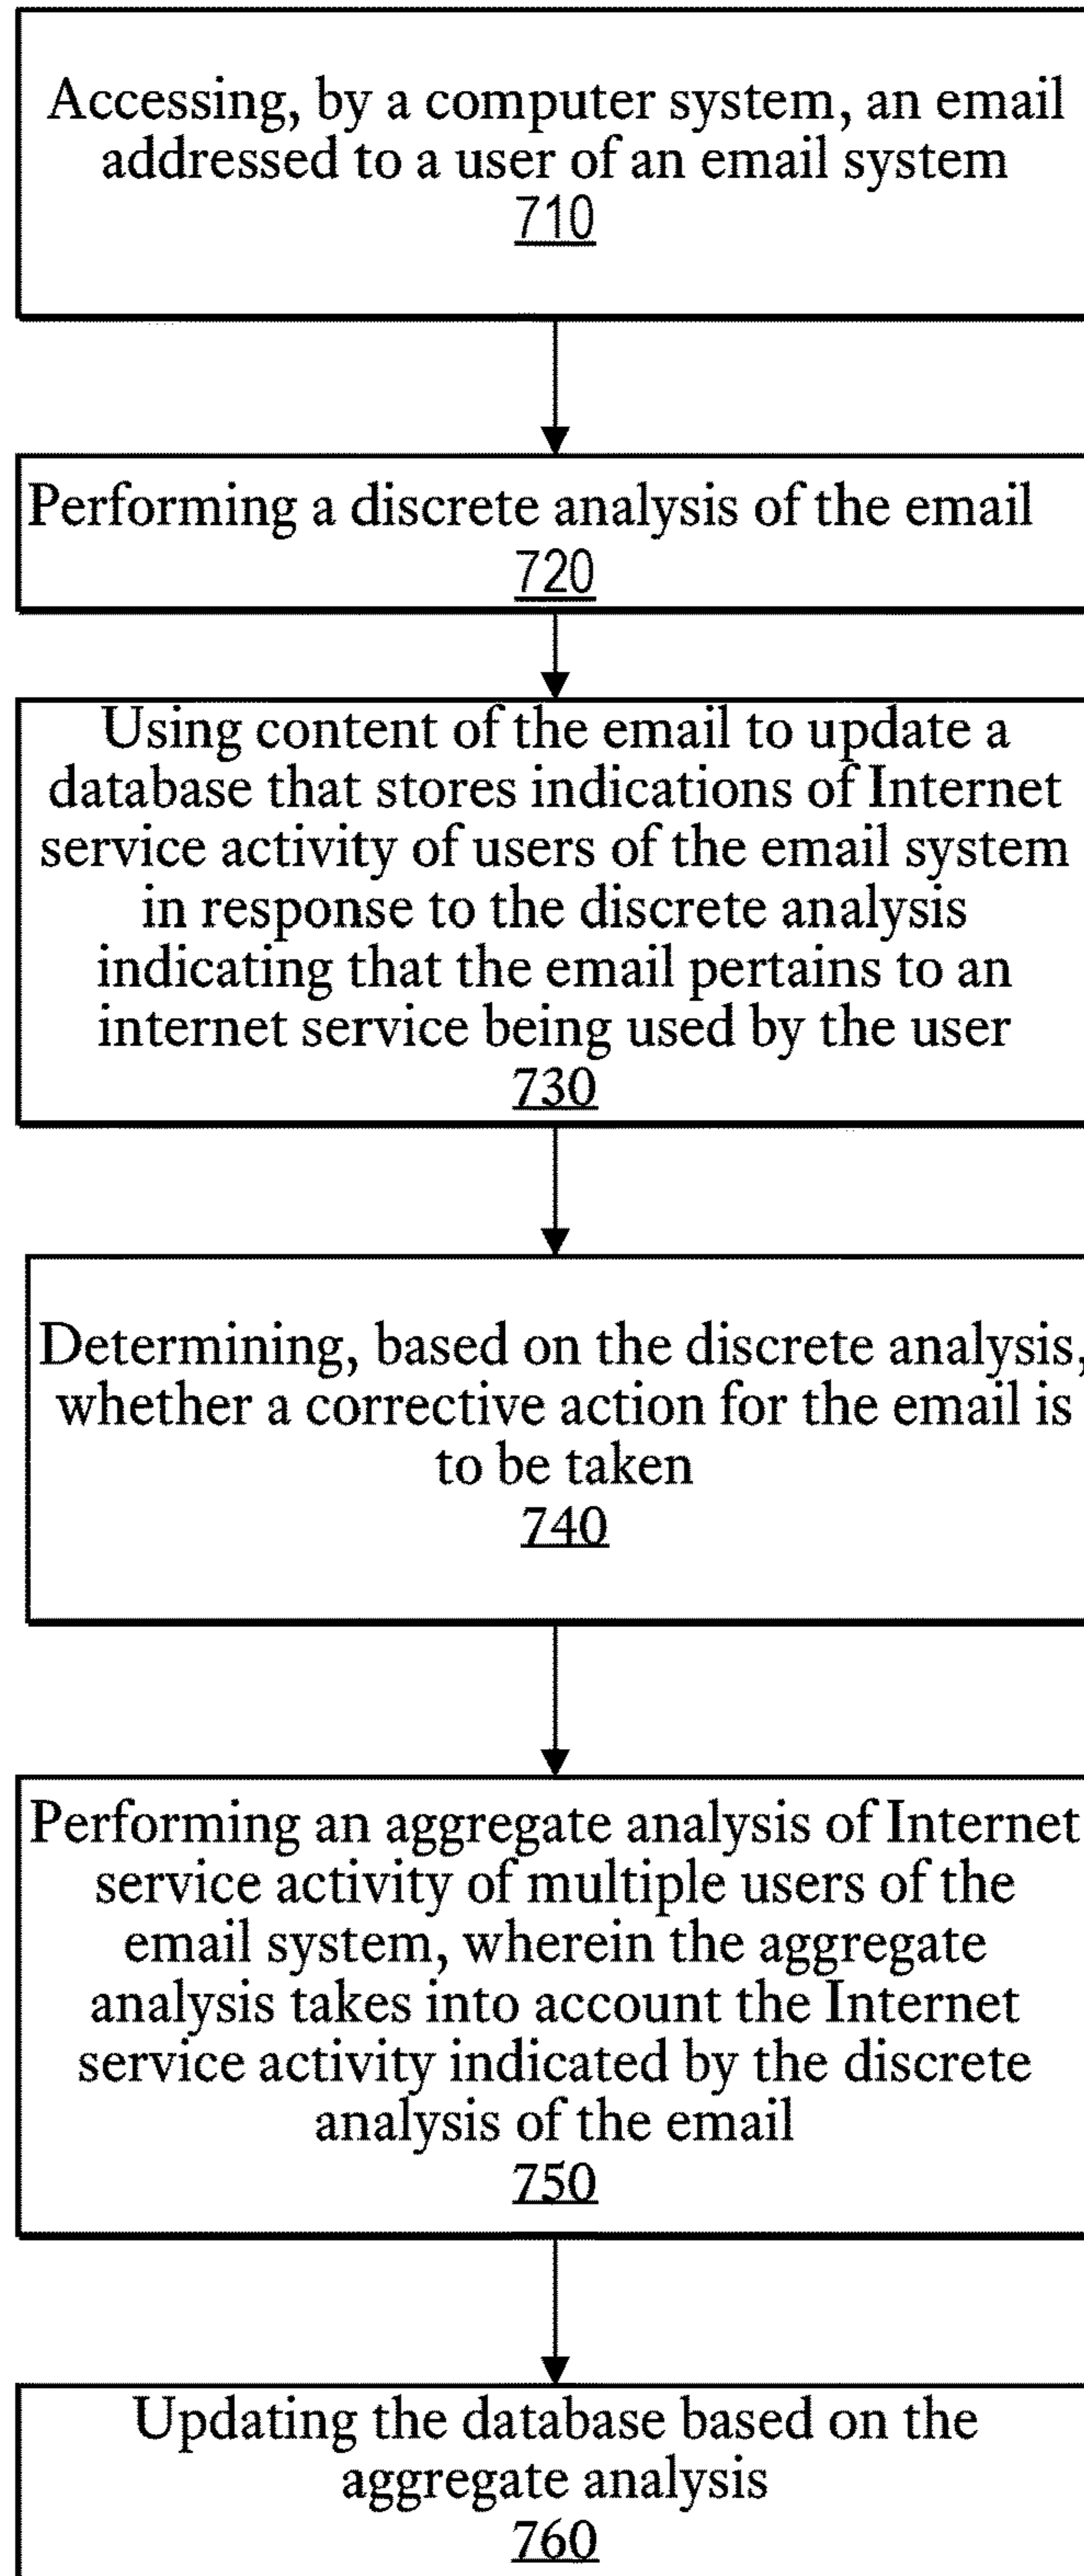 Accessing, by a computer system, an email
addressed to a user of an email system
710
Performing a discrete analysis of the email
720
Using content of the email to update a
database that stores indications of Internet
service activity of users of the email system
in response to the discrete analysis
indicating that the email pertains to an
internet service being used by the user
730
Determining, based on the discrete analysis,
whether a corrective action for the email is
to be taken
740
Performing an aggregate analysis of Internet
service activity of multiple users of the
email system, wherein the aggregate
analysis takes into account the Internet
service activity indicated by the discrete
analysis of the email
750
Updating the database based on the
aggregate analysis
760